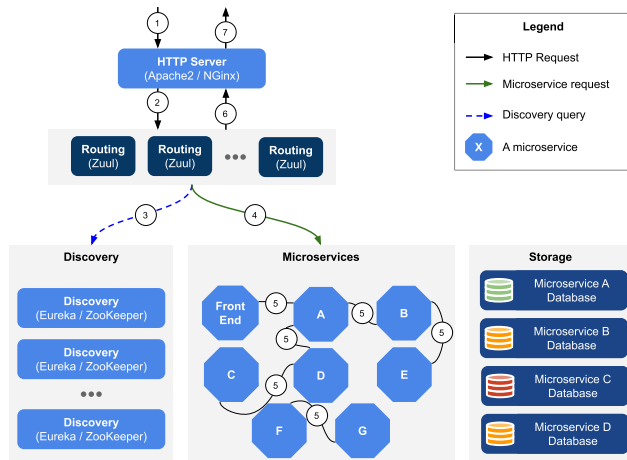 1
7
HTTP Server
(Apache2 / NGinx)
2
6
Routing
(Zuul)
Routing
(Zuul)
Routing
(Zuul)
3
4
Legend
HTTP Request
Microservice request
Discovery query
X
A microservice
Discovery
Discovery
(Eureka / ZooKeeper)
Discovery
(Eureka / ZooKeeper)
Discovery
(Eureka / ZooKeeper)
Microservices
Front
End
5
A
5
B
5
5
C
5
D
E
F
5
G
Storage
Microservice A
Database
Microservice B
Database
Microservice C
Database
Microservice D
Database